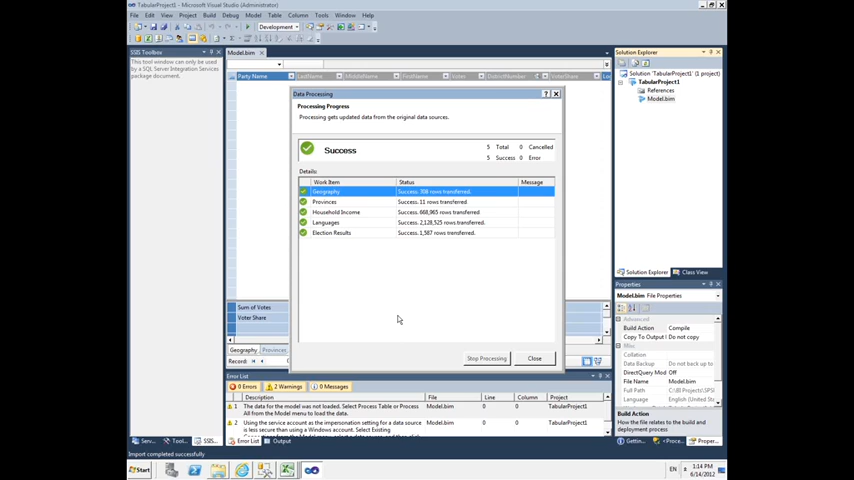 TabularProject1 - Microsoft Visual Studio (Administrator)
File Edit View Project Build Debug Model Table Column Tools Window Help
Development
SSIS Toolbox
This tool window can only be
used by a SQL Server Integration Services
package document.
Model.bim
Party Name LastName MiddleName FirstName Votes DistrictNumber VoterShare
Sum of Votes
Voter Share
Geography Provinces
Record:
Data Processing
Processing Progress
Processing gets updated data from the original data sources.
Success
5 Total 0 Cancelled
5 Success 0 Error
Details:
Work Item Status Message
Geography Success. 308 rows transferred.
Provinces Success. 11 rows transferred.
Household Income Success. 668,965 rows transferred.
Languages Success. 2,128,525 rows transferred.
Election Results Success. 1,587 rows transferred.
Stop Processing Close
Solution Explorer
Solution 'TabularProject1' (1 project)
TabularProject1
References
Model.bim
Solution Explorer Class View
Properties
Model.bim File Properties
Advanced
Build Action Compile
Copy To Output Do not copy
Misc
Collation
Data Backup Do not back up to
DirectQuery Mod Off
File Name Model.bim
Full Path
Language English (United St
Build Action
How the file relates to the build and
deployment process
Error List
0 Errors 2 Warnings 0 Messages
Description File Line Column Project
1 The data for the model was not loaded. Select Process Table or Process
All from the Model menu to load the data. Model.bim 0 0 TabularProject1
2 Using the service account as the impersonation setting for a data source
is less secure than using a Windows account. Select Existing Model.bim 0 0 TabularProject1
Serv... Tool... SSIS... Error List Output Gettin... <Proce... Proper...
Import completed successfully
Start
EN 1:14 PM
6/14/2012